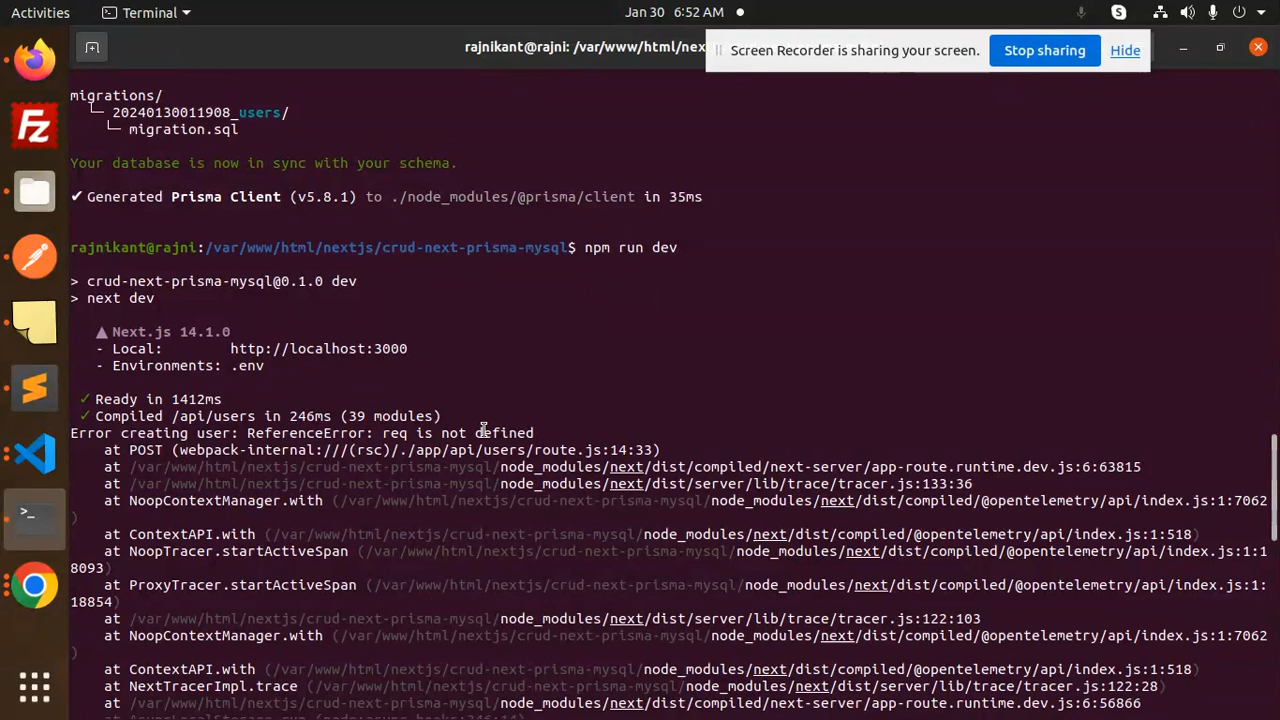 Activities
Terminal
Jan 30 6:52 AM
rajnikant@rajni: /var/www/html/nex
Screen Recorder is sharing your screen.
Stop sharing
Hide
migrations/
└─ 20240130011908_users/
└─ migration.sql
Your database is now in sync with your schema.
✔ Generated Prisma Client (v5.8.1) to ./node_modules/@prisma/client in 35ms
rajnikant@rajni:/var/www/html/nextjs/crud-next-prisma-mysql$ npm run dev
> crud-next-prisma-mysql@0.1.0 dev
> next dev
▲ Next.js 14.1.0
- Local: http://localhost:3000
- Environments: .env
✓ Ready in 1412ms
✓ Compiled /api/users in 246ms (39 modules)
Error creating user: ReferenceError: req is not defined
at POST (webpack-internal:///(rsc)/./app/api/users/route.js:14:33)
at /var/www/html/nextjs/crud-next-prisma-mysql/node_modules/next/dist/compiled/next-server/app-route.runtime.dev.js:6:63815
at /var/www/html/nextjs/crud-next-prisma-mysql/node_modules/next/dist/server/lib/trace/tracer.js:133:36
at NoopContextManager.with (/var/www/html/nextjs/crud-next-prisma-mysql/node_modules/next/dist/compiled/@opentelemetry/api/index.js:1:7062
)
at ContextAPI.with (/var/www/html/nextjs/crud-next-prisma-mysql/node_modules/next/dist/compiled/@opentelemetry/api/index.js:1:518)
at NoopTracer.startActiveSpan (/var/www/html/nextjs/crud-next-prisma-mysql/node_modules/next/dist/compiled/@opentelemetry/api/index.js:1:1
8093)
at ProxyTracer.startActiveSpan (/var/www/html/nextjs/crud-next-prisma-mysql/node_modules/next/dist/compiled/@opentelemetry/api/index.js:1:
18854)
at /var/www/html/nextjs/crud-next-prisma-mysql/node_modules/next/dist/server/lib/trace/tracer.js:122:103
at NoopContextManager.with (/var/www/html/nextjs/crud-next-prisma-mysql/node_modules/next/dist/compiled/@opentelemetry/api/index.js:1:7062
)
at ContextAPI.with (/var/www/html/nextjs/crud-next-prisma-mysql/node_modules/next/dist/compiled/@opentelemetry/api/index.js:1:518)
at NextTracerImpl.trace (/var/www/html/nextjs/crud-next-prisma-mysql/node_modules/next/dist/server/lib/trace/tracer.js:122:28)
at /var/www/html/nextjs/crud-next-prisma-mysql/node_modules/next/dist/compiled/next-server/app-route.runtime.dev.js:6:56866